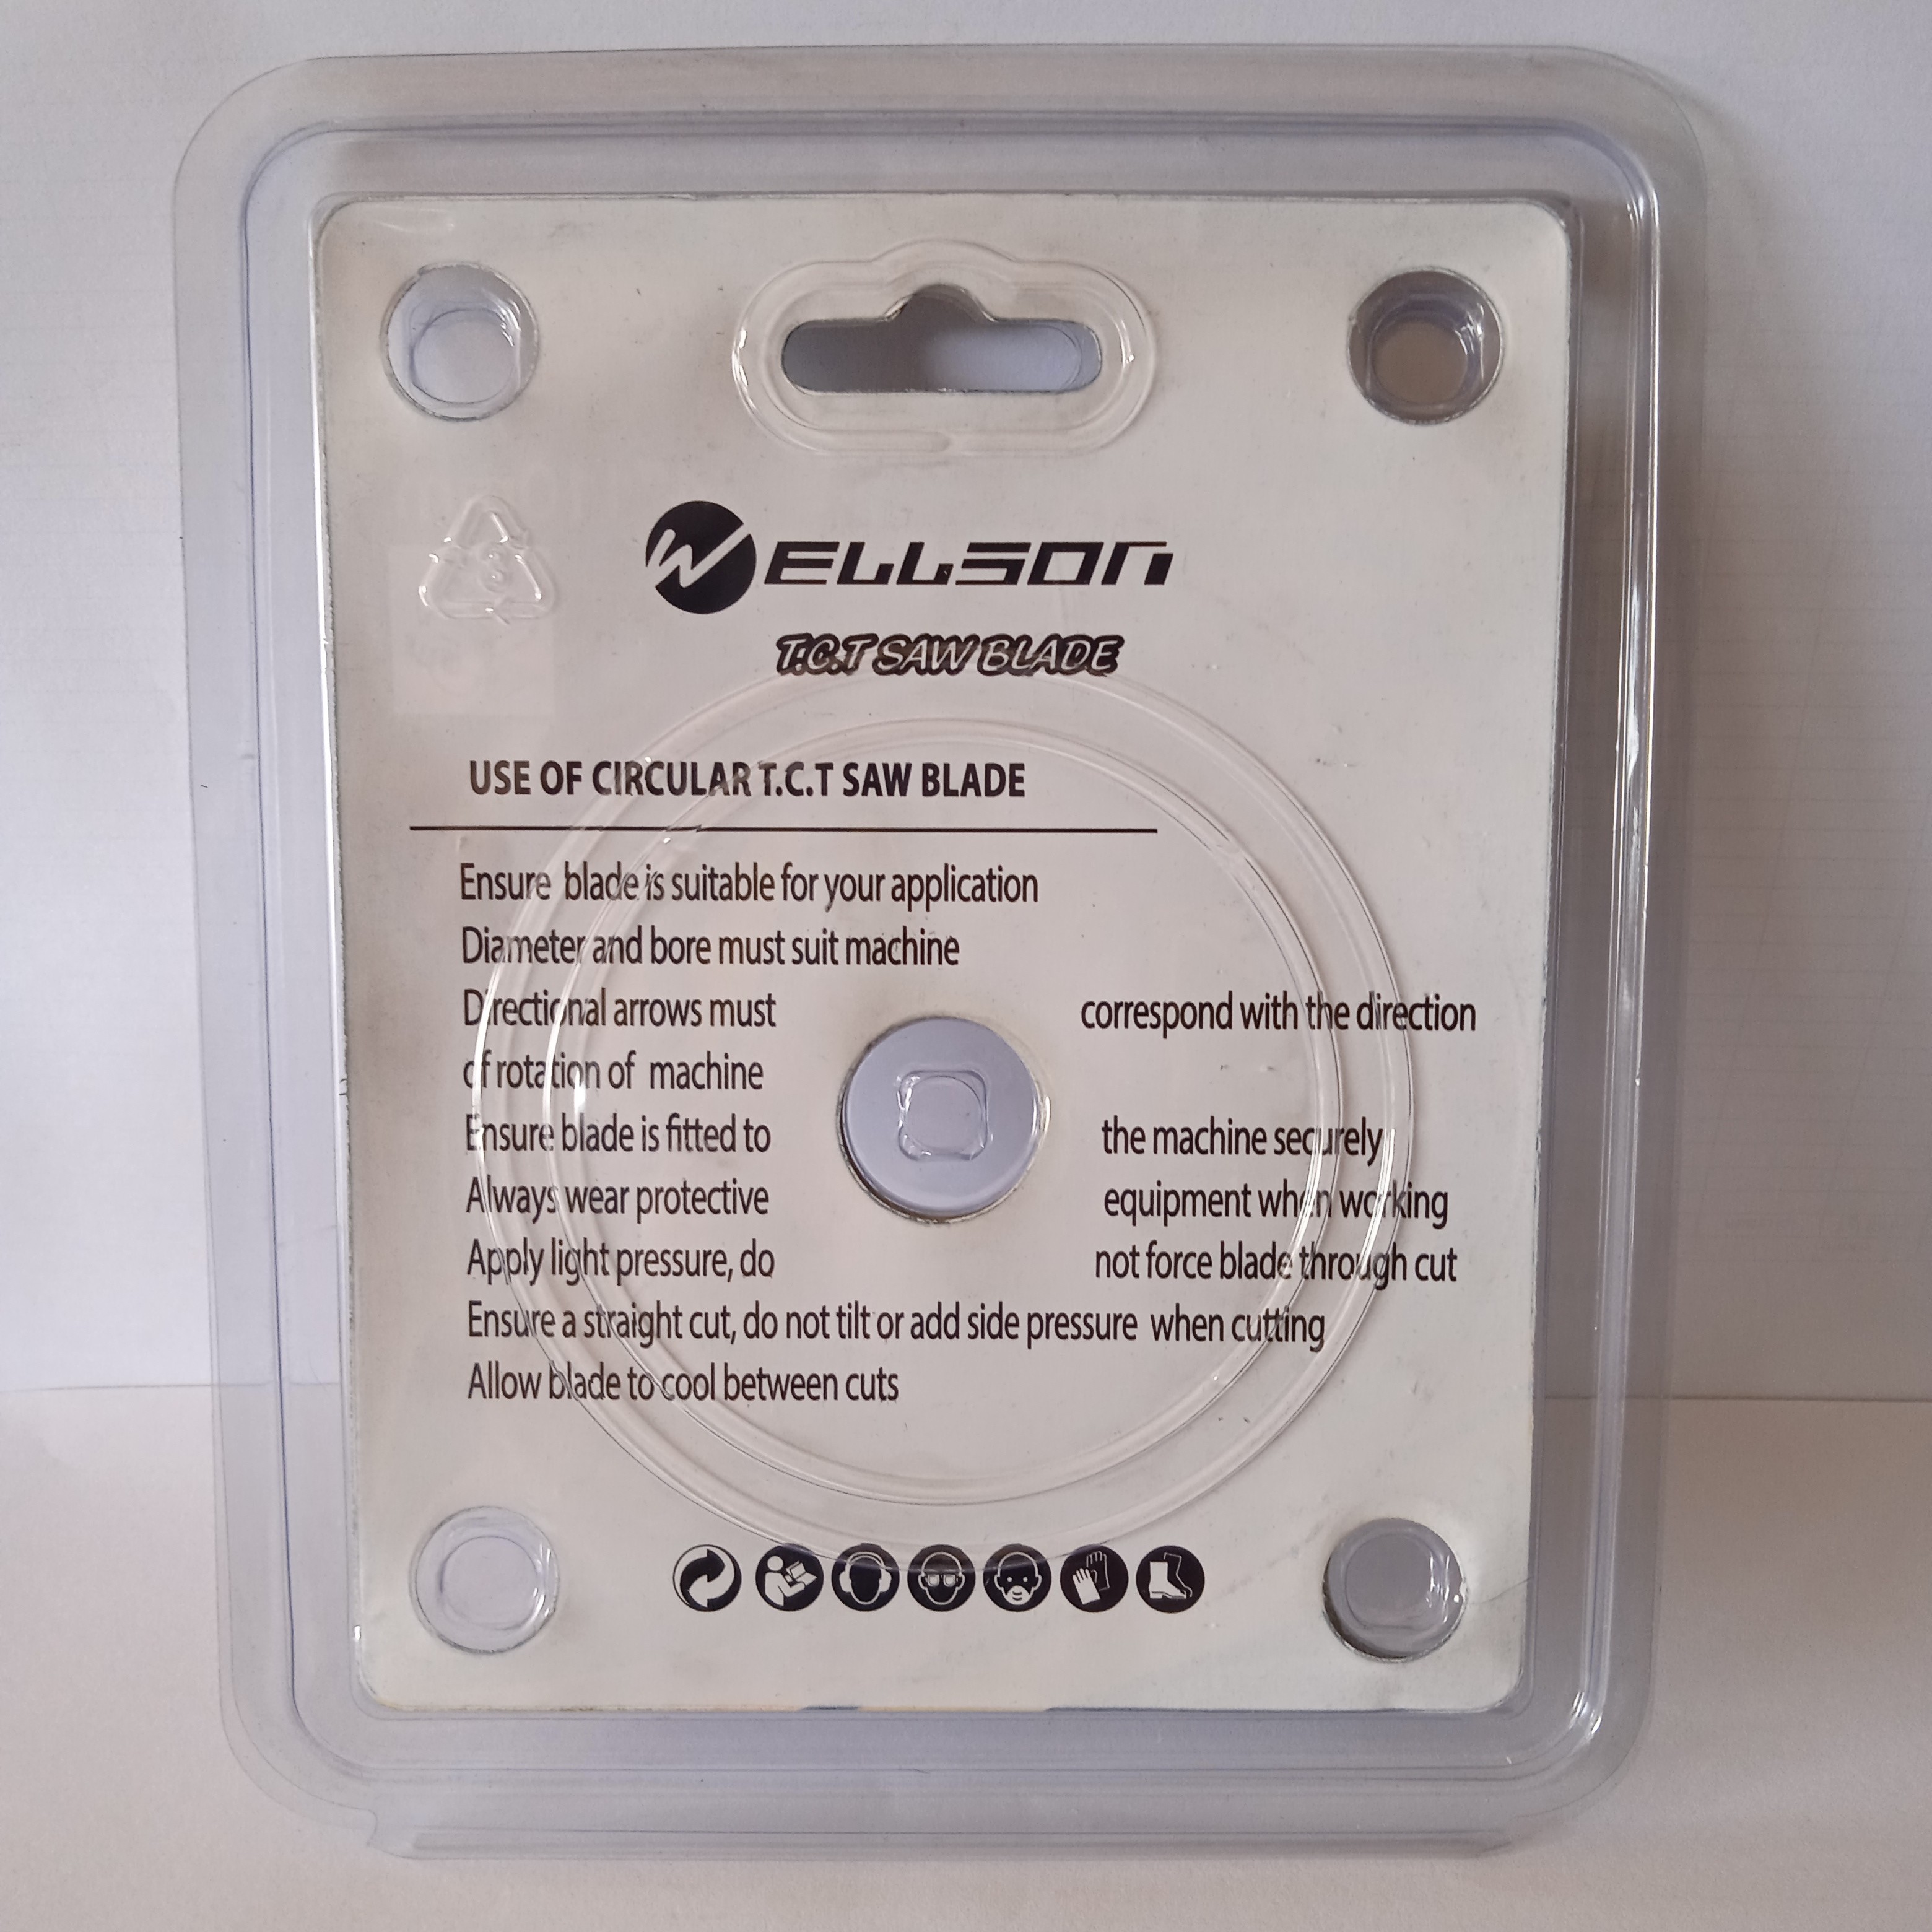 WELLSON
T.C.T SAW BLADE
USE OF CIRCULAR T.C.T SAW BLADE
Ensure blade is suitable for your application
Diameter and bore must suit machine
Directional arrows must correspond with the direction
of rotation of machine
Ensure blade is fitted to the machine securely
Always wear protective equipment when working
Apply light pressure, do not force blade through cut
Ensure a straight cut, do not tilt or add side pressure when cutting
Allow blade to cool between cuts